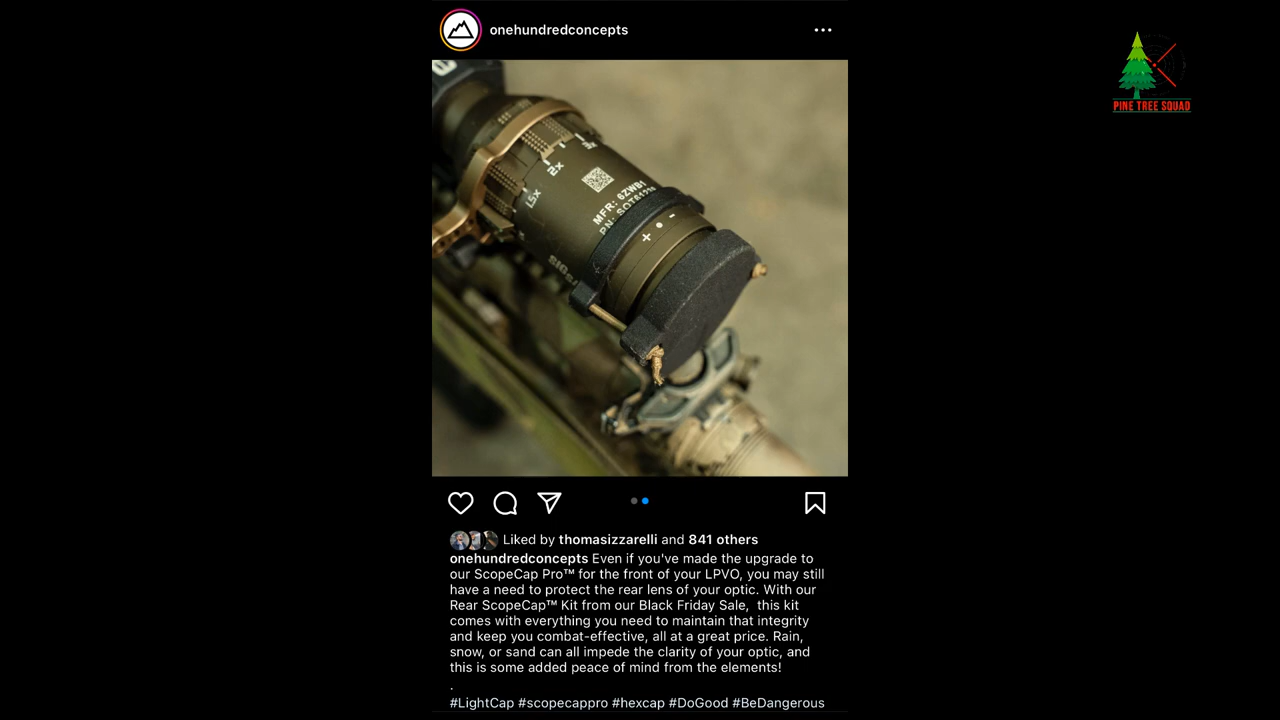 onehundredconcepts
PINE TREE SQUAD
1.5x
2x
3x
MFR: 6ZWB1
+ • -
Liked by thomasizzarelli and 841 others
onehundredconcepts Even if you've made the upgrade to
our ScopeCap Pro™ for the front of your LPVO, you may still
have a need to protect the rear lens of your optic. With our
Rear ScopeCap™ Kit from our Black Friday Sale,  this kit
comes with everything you need to maintain that integrity
and keep you combat-effective, all at a great price. Rain,
snow, or sand can all impede the clarity of your optic, and
this is some added peace of mind from the elements!
.
#LightCap #scopecappro #hexcap #DoGood #BeDangerous